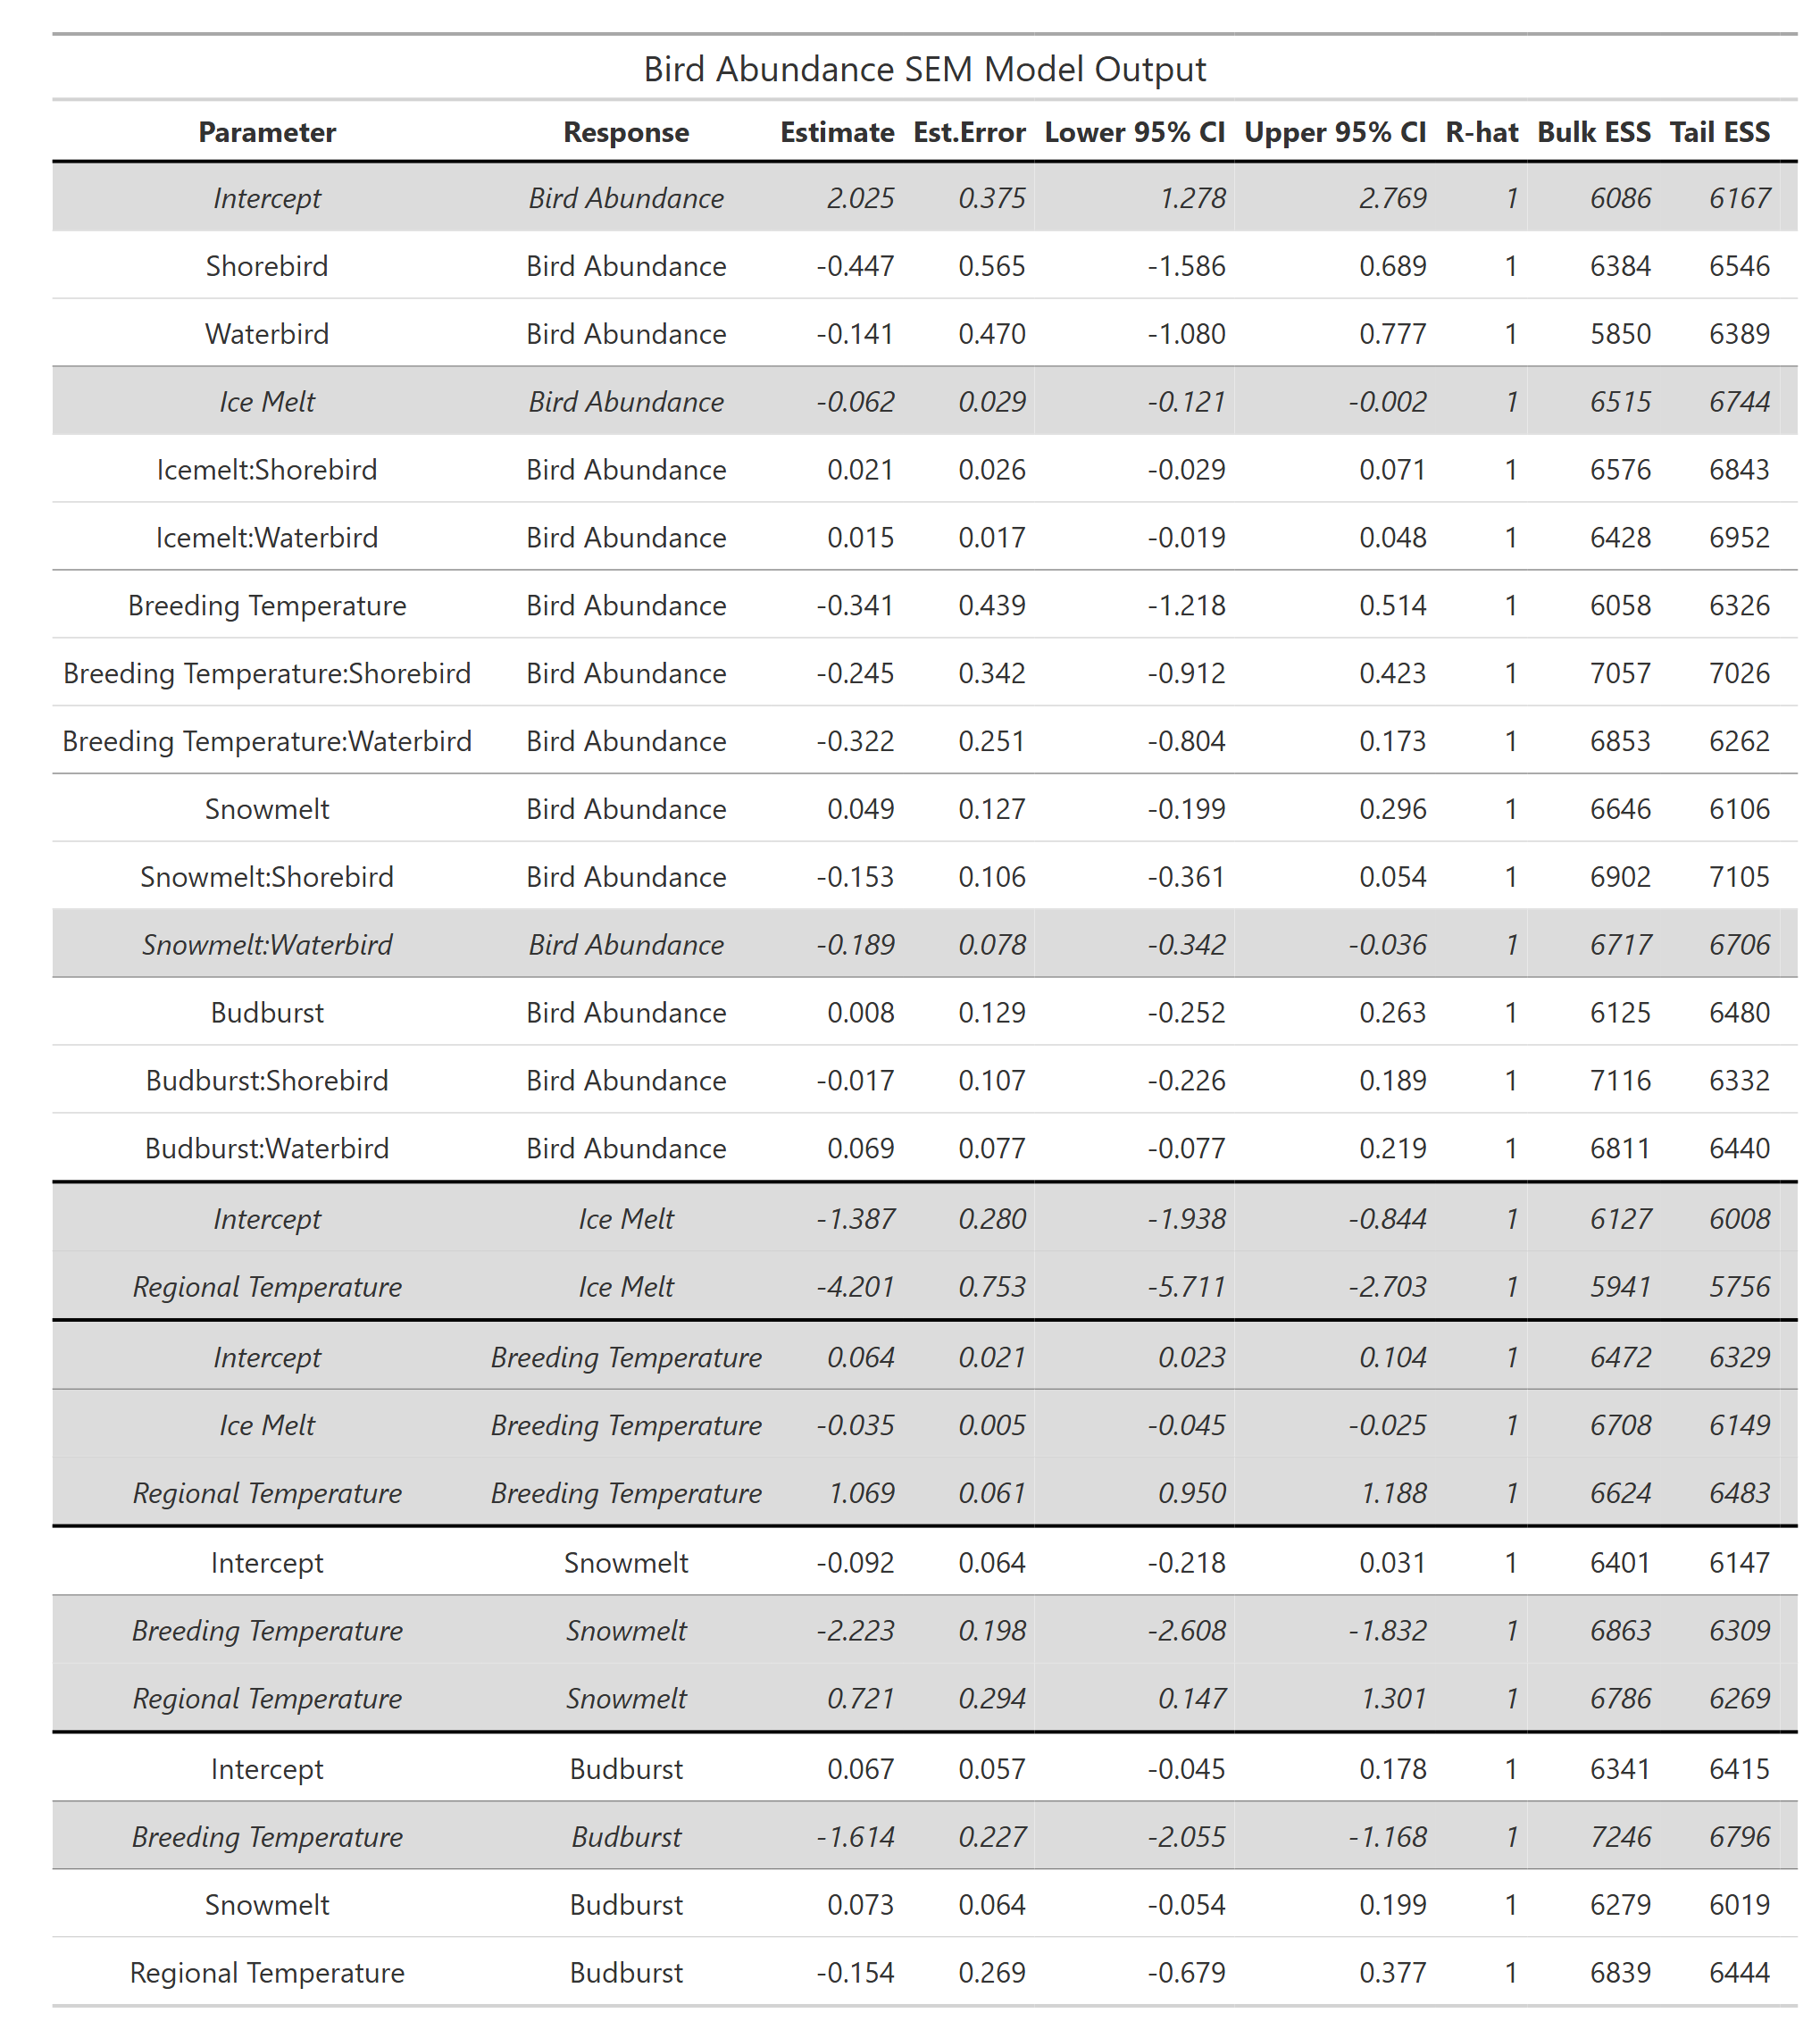 Bird Abundance SEM Model Output
Parameter Response Estimate Est.Error Lower 95% CI Upper 95% CI R-hat Bulk ESS Tail ESS
Intercept Bird Abundance 2.025 0.375 1.278 2.769 1 6086 6167
Shorebird Bird Abundance -0.447 0.565 -1.586 0.689 1 6384 6546
Waterbird Bird Abundance -0.141 0.470 -1.080 0.777 1 5850 6389
Ice Melt Bird Abundance -0.062 0.029 -0.121 -0.002 1 6515 6744
Icemelt:Shorebird Bird Abundance 0.021 0.026 -0.029 0.071 1 6576 6843
Icemelt:Waterbird Bird Abundance 0.015 0.017 -0.019 0.048 1 6428 6952
Breeding Temperature Bird Abundance -0.341 0.439 -1.218 0.514 1 6058 6326
Breeding Temperature:Shorebird Bird Abundance -0.245 0.342 -0.912 0.423 1 7057 7026
Breeding Temperature:Waterbird Bird Abundance -0.322 0.251 -0.804 0.173 1 6853 6262
Snowmelt Bird Abundance 0.049 0.127 -0.199 0.296 1 6646 6106
Snowmelt:Shorebird Bird Abundance -0.153 0.106 -0.361 0.054 1 6902 7105
Snowmelt:Waterbird Bird Abundance -0.189 0.078 -0.342 -0.036 1 6717 6706
Budburst Bird Abundance 0.008 0.129 -0.252 0.263 1 6125 6480
Budburst:Shorebird Bird Abundance -0.017 0.107 -0.226 0.189 1 7116 6332
Budburst:Waterbird Bird Abundance 0.069 0.077 -0.077 0.219 1 6811 6440
Intercept Ice Melt -1.387 0.280 -1.938 -0.844 1 6127 6008
Regional Temperature Ice Melt -4.201 0.753 -5.711 -2.703 1 5941 5756
Intercept Breeding Temperature 0.064 0.021 0.023 0.104 1 6472 6329
Ice Melt Breeding Temperature -0.035 0.005 -0.045 -0.025 1 6708 6149
Regional Temperature Breeding Temperature 1.069 0.061 0.950 1.188 1 6624 6483
Intercept Snowmelt -0.092 0.064 -0.218 0.031 1 6401 6147
Breeding Temperature Snowmelt -2.223 0.198 -2.608 -1.832 1 6863 6309
Regional Temperature Snowmelt 0.721 0.294 0.147 1.301 1 6786 6269
Intercept Budburst 0.067 0.057 -0.045 0.178 1 6341 6415
Breeding Temperature Budburst -1.614 0.227 -2.055 -1.168 1 7246 6796
Snowmelt Budburst 0.073 0.064 -0.054 0.199 1 6279 6019
Regional Temperature Budburst -0.154 0.269 -0.679 0.377 1 6839 6444